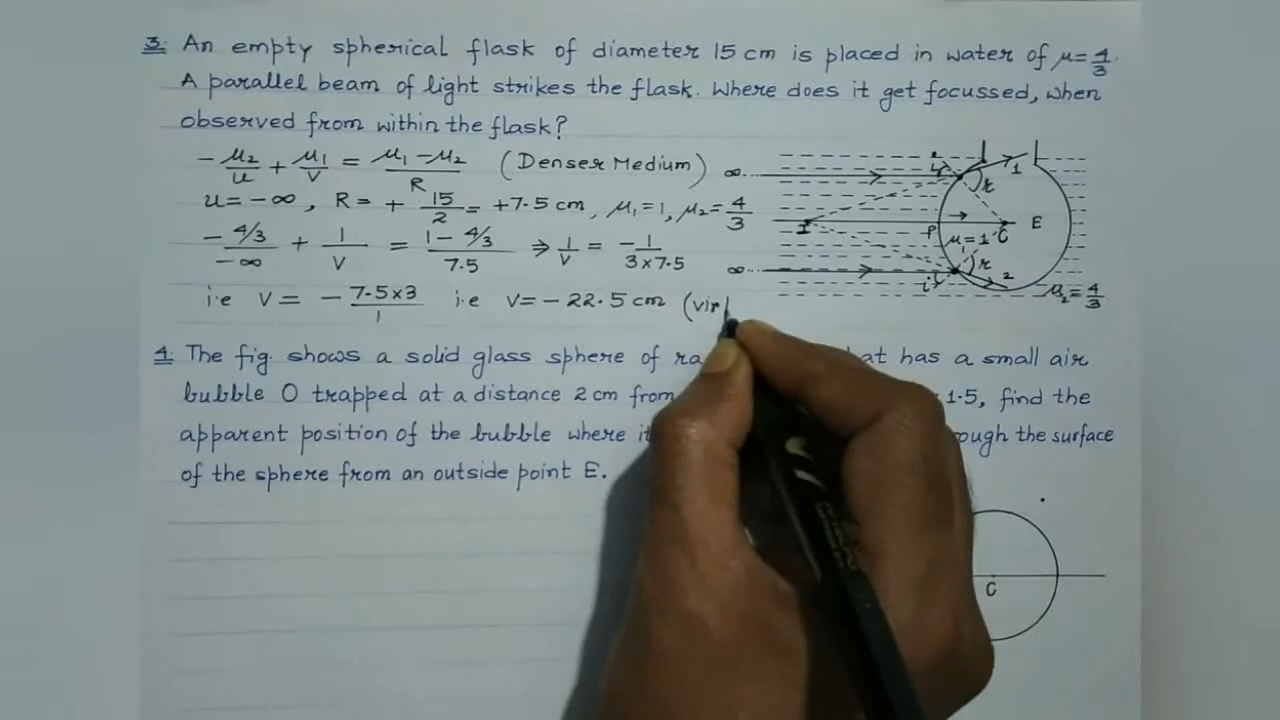 3. An empty spherical flask of diameter 15 cm is placed in water of μ = 4/3.
A parallel beam of light strikes the flask. Where does it get focussed, when
observed from within the flask?
- μ2/u + μ1/v = (μ1 - μ2)/R (Denser Medium)
u = -∞, R = + 15/2 = +7.5 cm, μ1 = 1, μ2 = 4/3
- (4/3)/(-∞) + 1/v = (1 - 4/3)/7.5 ⇒ 1/v = -1/(3×7.5)
i.e v = - (7.5×3)/1 i.e v = -22.5 cm (vir
∞
∞
I
P
C
E
i
r
1
μ=1
i
r
2
μ2 = 4/3
4. The fig. shows a solid glass sphere of has a small air
bubble O trapped at a distance 2 cm from 1.5, find the
apparent position of the bubble where the surface
of the sphere from an outside point E.
C